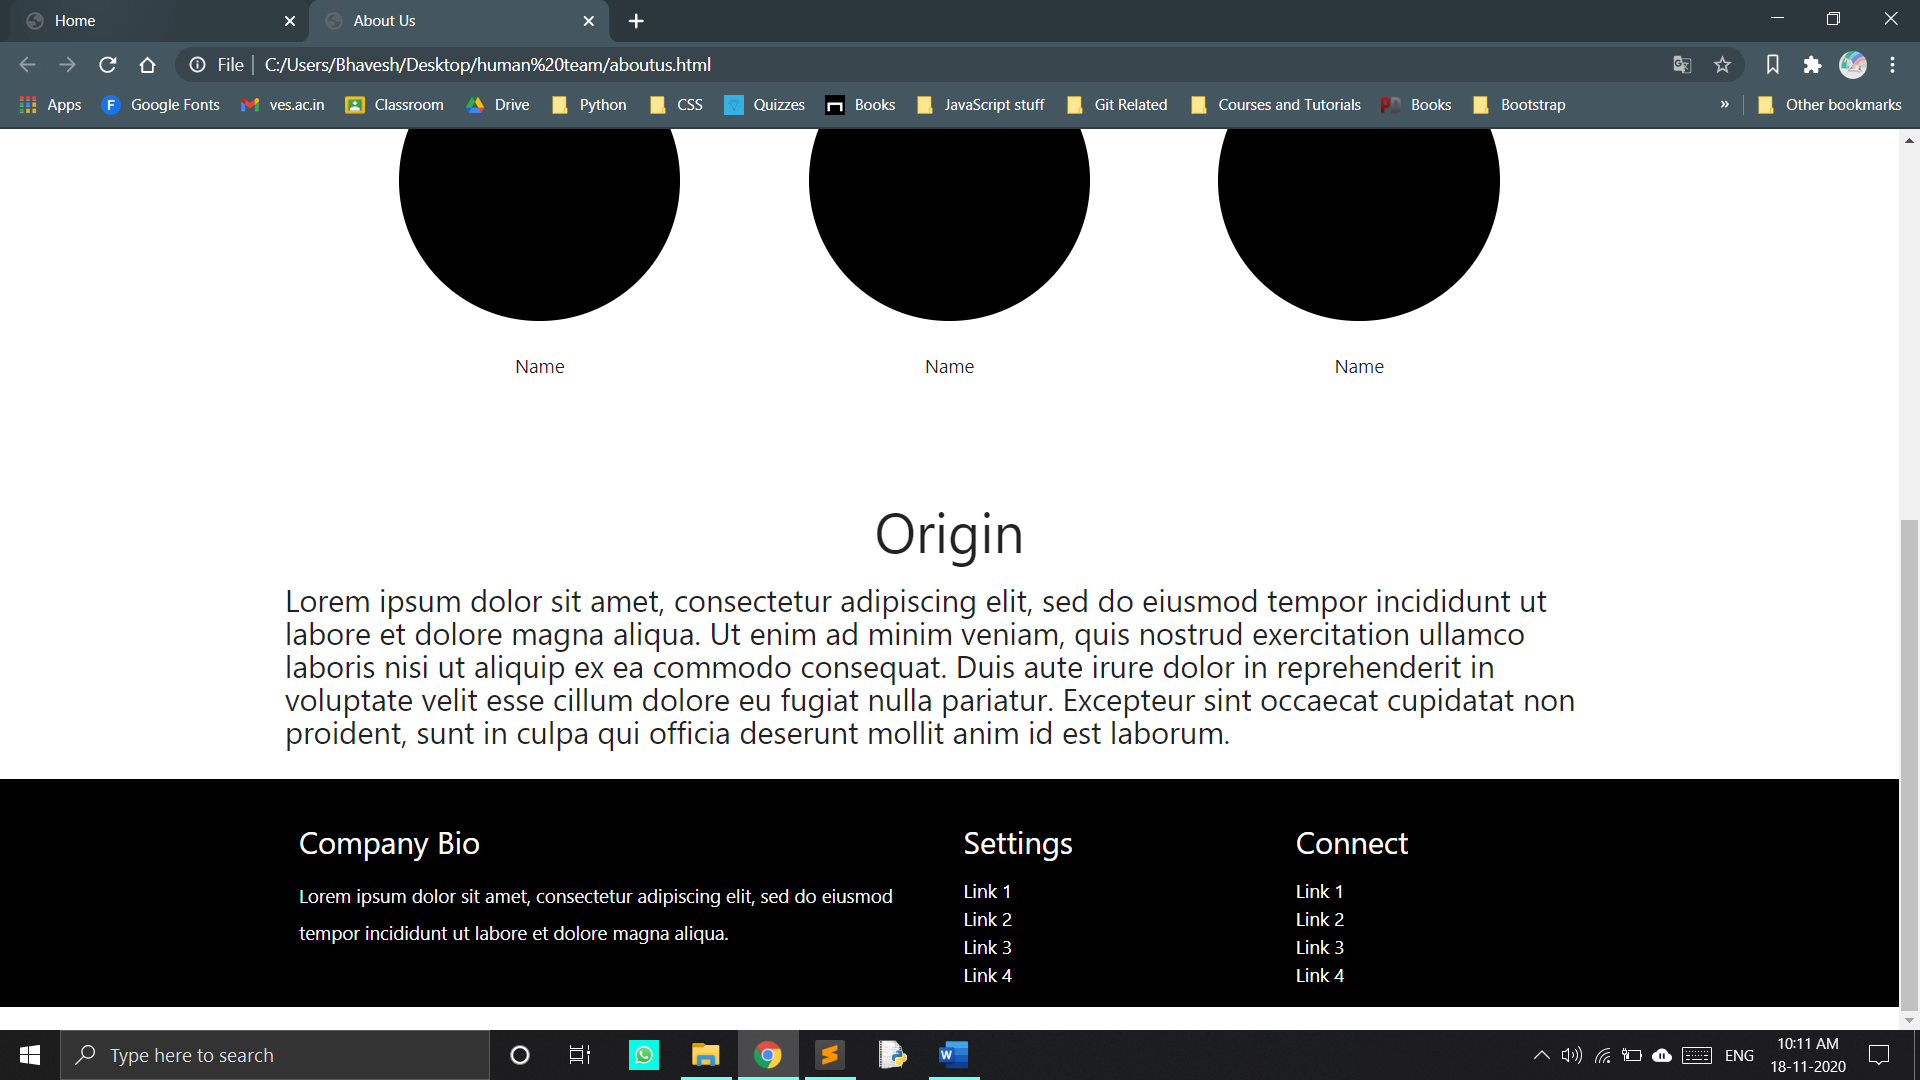 Home
About Us
File
C:/Users/Bhavesh/Desktop/human%20team/aboutus.html
Apps
Google Fonts
ves.ac.in
Classroom
Drive
Python
CSS
Quizzes
Books
JavaScript stuff
Git Related
Courses and Tutorials
Books
Bootstrap
»
Other bookmarks
Name
Name
Name
Origin
Lorem ipsum dolor sit amet, consectetur adipiscing elit, sed do eiusmod tempor incididunt ut
labore et dolore magna aliqua. Ut enim ad minim veniam, quis nostrud exercitation ullamco
laboris nisi ut aliquip ex ea commodo consequat. Duis aute irure dolor in reprehenderit in
voluptate velit esse cillum dolore eu fugiat nulla pariatur. Excepteur sint occaecat cupidatat non
proident, sunt in culpa qui officia deserunt mollit anim id est laborum.
Company Bio
Lorem ipsum dolor sit amet, consectetur adipiscing elit, sed do eiusmod
tempor incididunt ut labore et dolore magna aliqua.
Settings
Link 1
Link 2
Link 3
Link 4
Connect
Link 1
Link 2
Link 3
Link 4
Type here to search
ENG
10:11 AM
18-11-2020